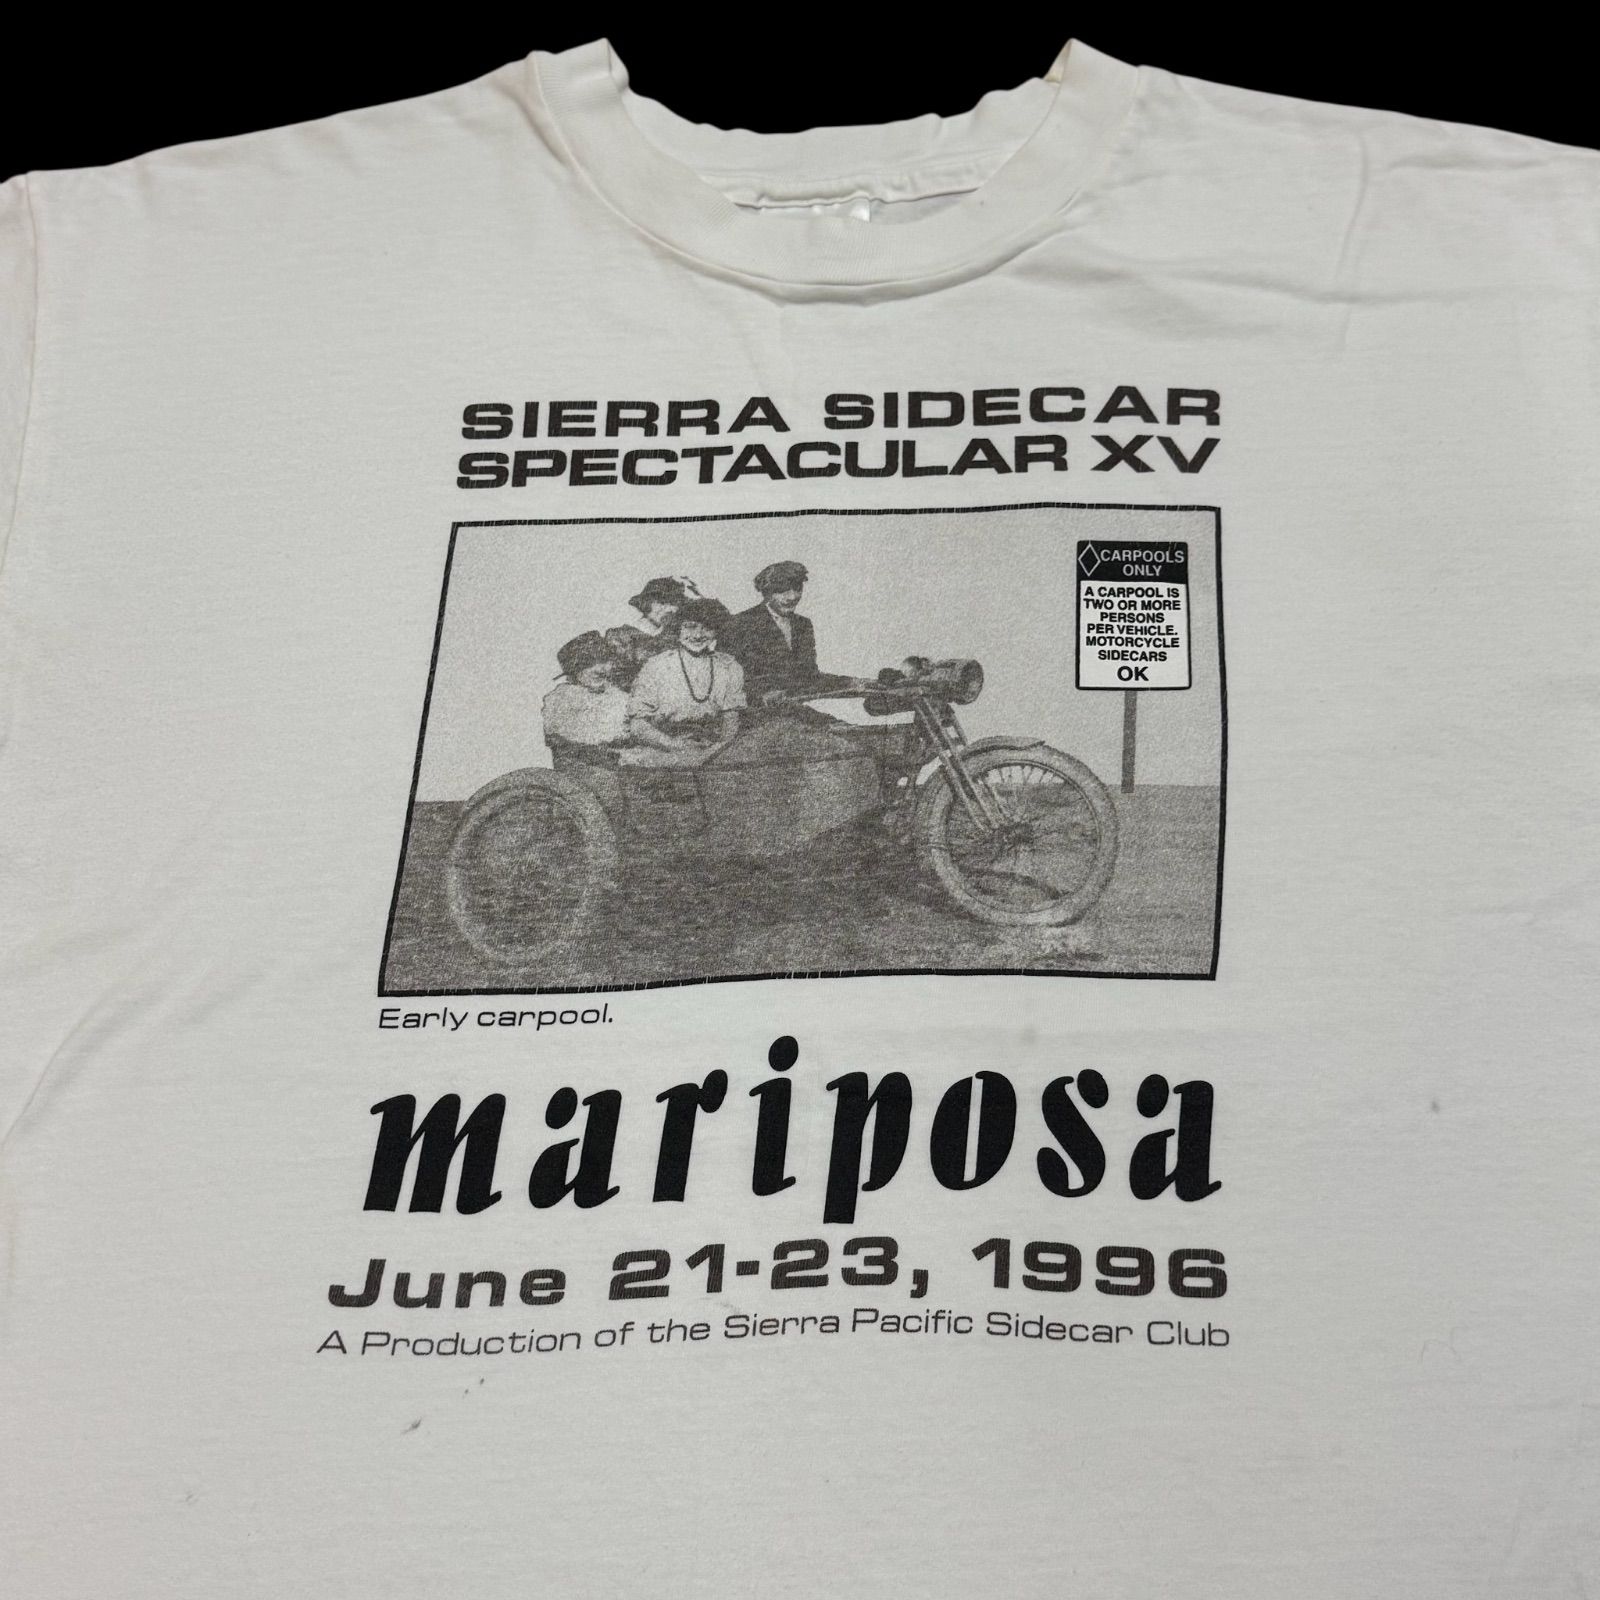 SIERRA SIDECAR
SPECTACULAR XV
CARPOOLS
ONLY
A CARPOOL IS
TWO OR MORE
PERSONS
PER VEHICLE.
MOTORCYCLE
SIDECARS
OK
Early carpool.
mariposa
June 21-23, 1996
A Production of the Sierra Pacific Sidecar Club